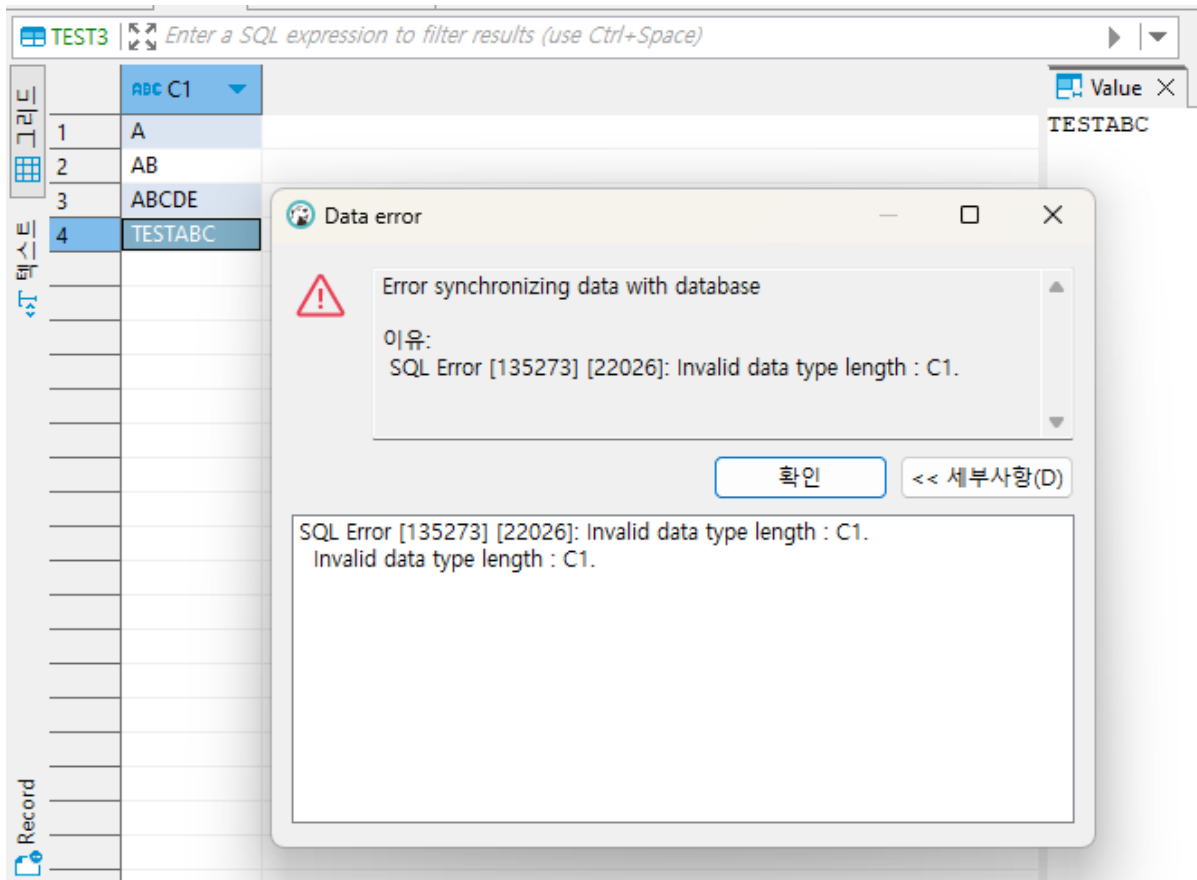 TEST3 Enter a SQL expression to filter results (use Ctrl+Space)
그리드
텍스트
Record
ABC C1
1 A
2 AB
3 ABCDE
4 TESTABC
Value
TESTABC
Data error
Error synchronizing data with database
이유:
SQL Error [135273] [22026]: Invalid data type length : C1.
확인
<< 세부사항(D)
SQL Error [135273] [22026]: Invalid data type length : C1.
Invalid data type length : C1.